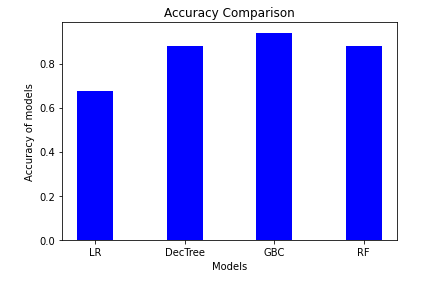 Accuracy Comparison
Accuracy of models
0.8
0.6
0.4
0.2
0.0
LR DecTree GBC RF
Models